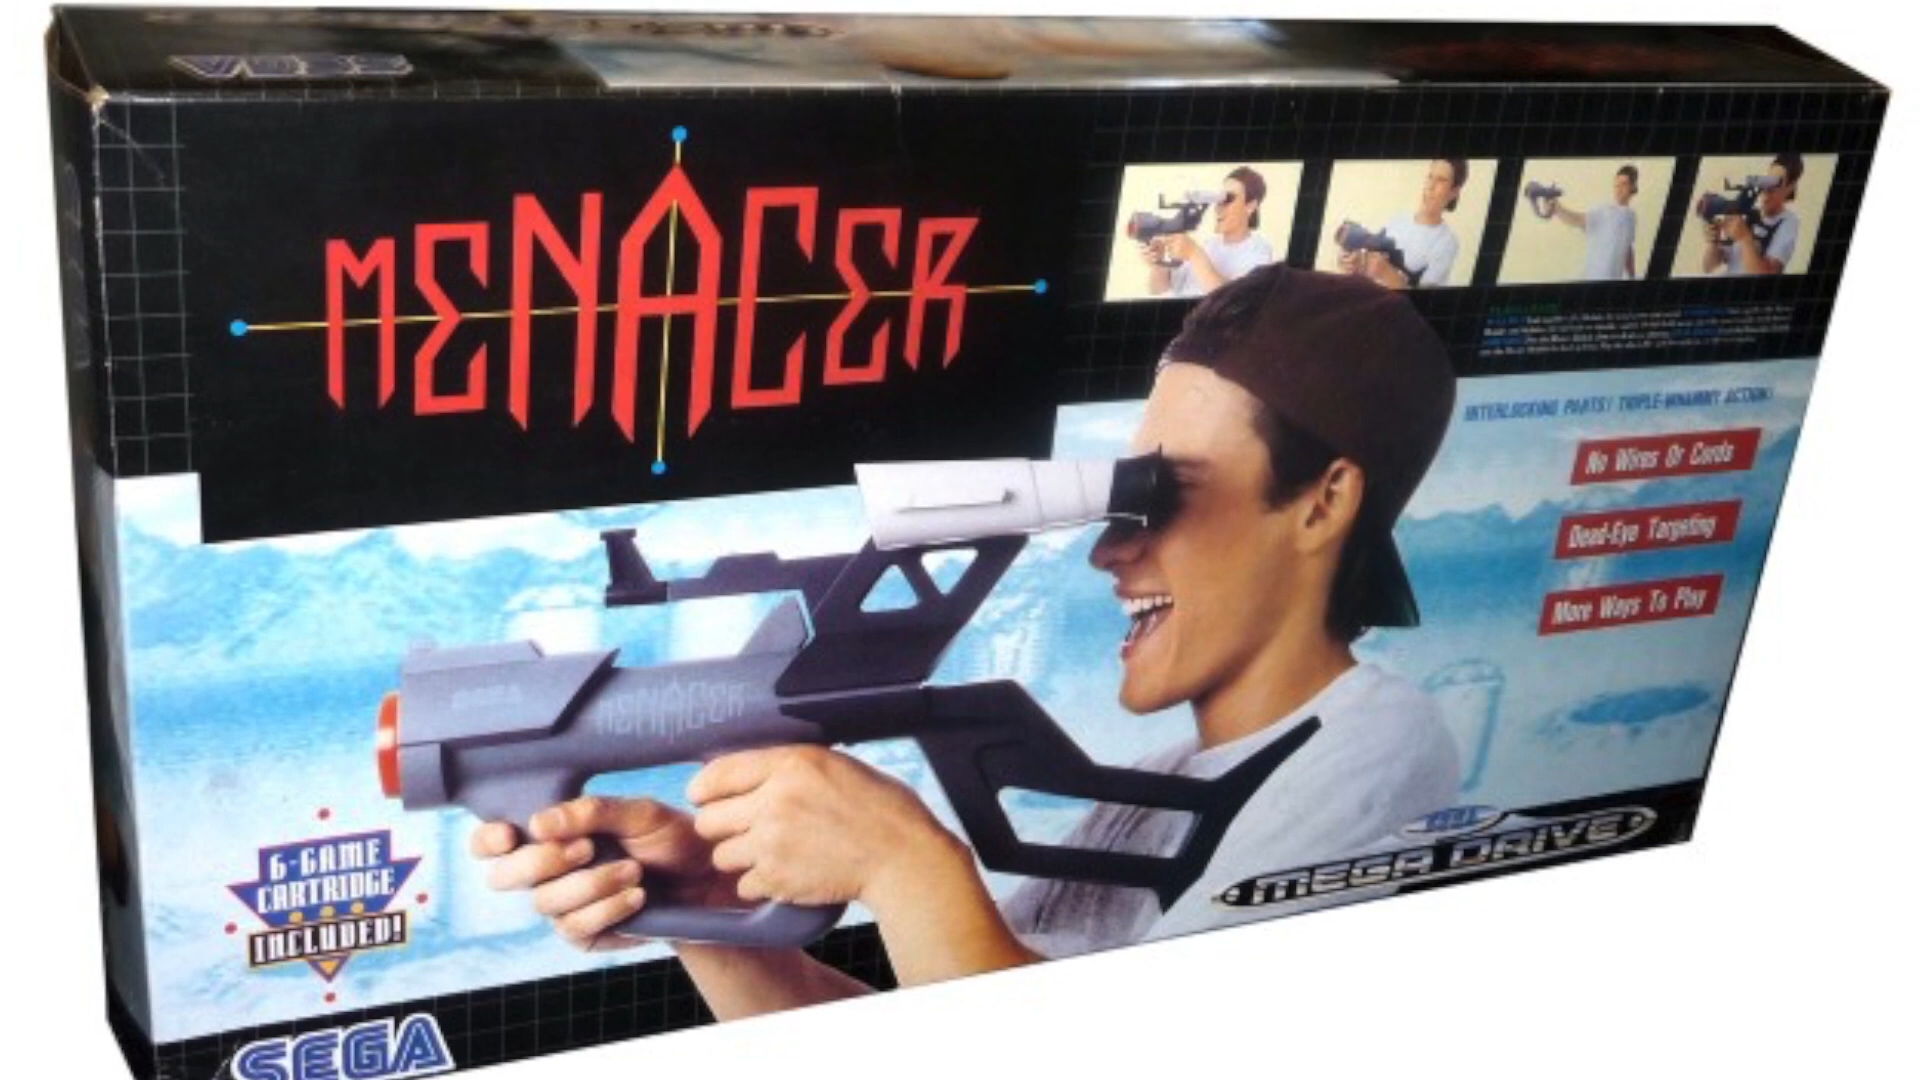 SEGA
MENACER
INTERLOCKING PARTS! TRIPLE-WHAMMY ACTION!
No Wires Or Cords
Dead-Eye Targeting
More Ways To Play
SEGA
MENACER
6-GAME
CARTRIDGE
INCLUDED!
MEGA DRIVE
SEGA